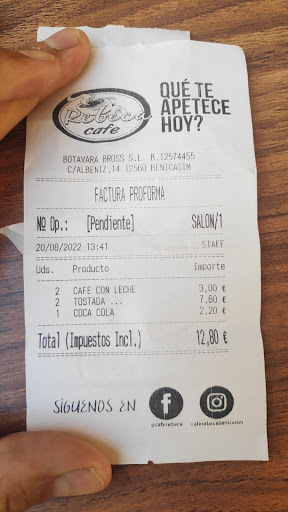 Rebeca
cafe
QUÉ TE
APETECE
HOY?
BOTAVARA BROSS S.L B.12574455
C/ALBENIZ,14 12560 BENICASIM
FACTURA PROFORMA
Nº Op.: [Pendiente] SALON/1
20/08/2022 13:41 STAFF
Uds. Producto Importe
2 CAFE CON LECHE 3,00 €
2 TOSTADA ... 7,60 €
1 COCA COLA 2,20 €
Total (Impuestos Incl.) 12,80 €
SÍGUENOS EN
@caferebeca caferebecabenicasim